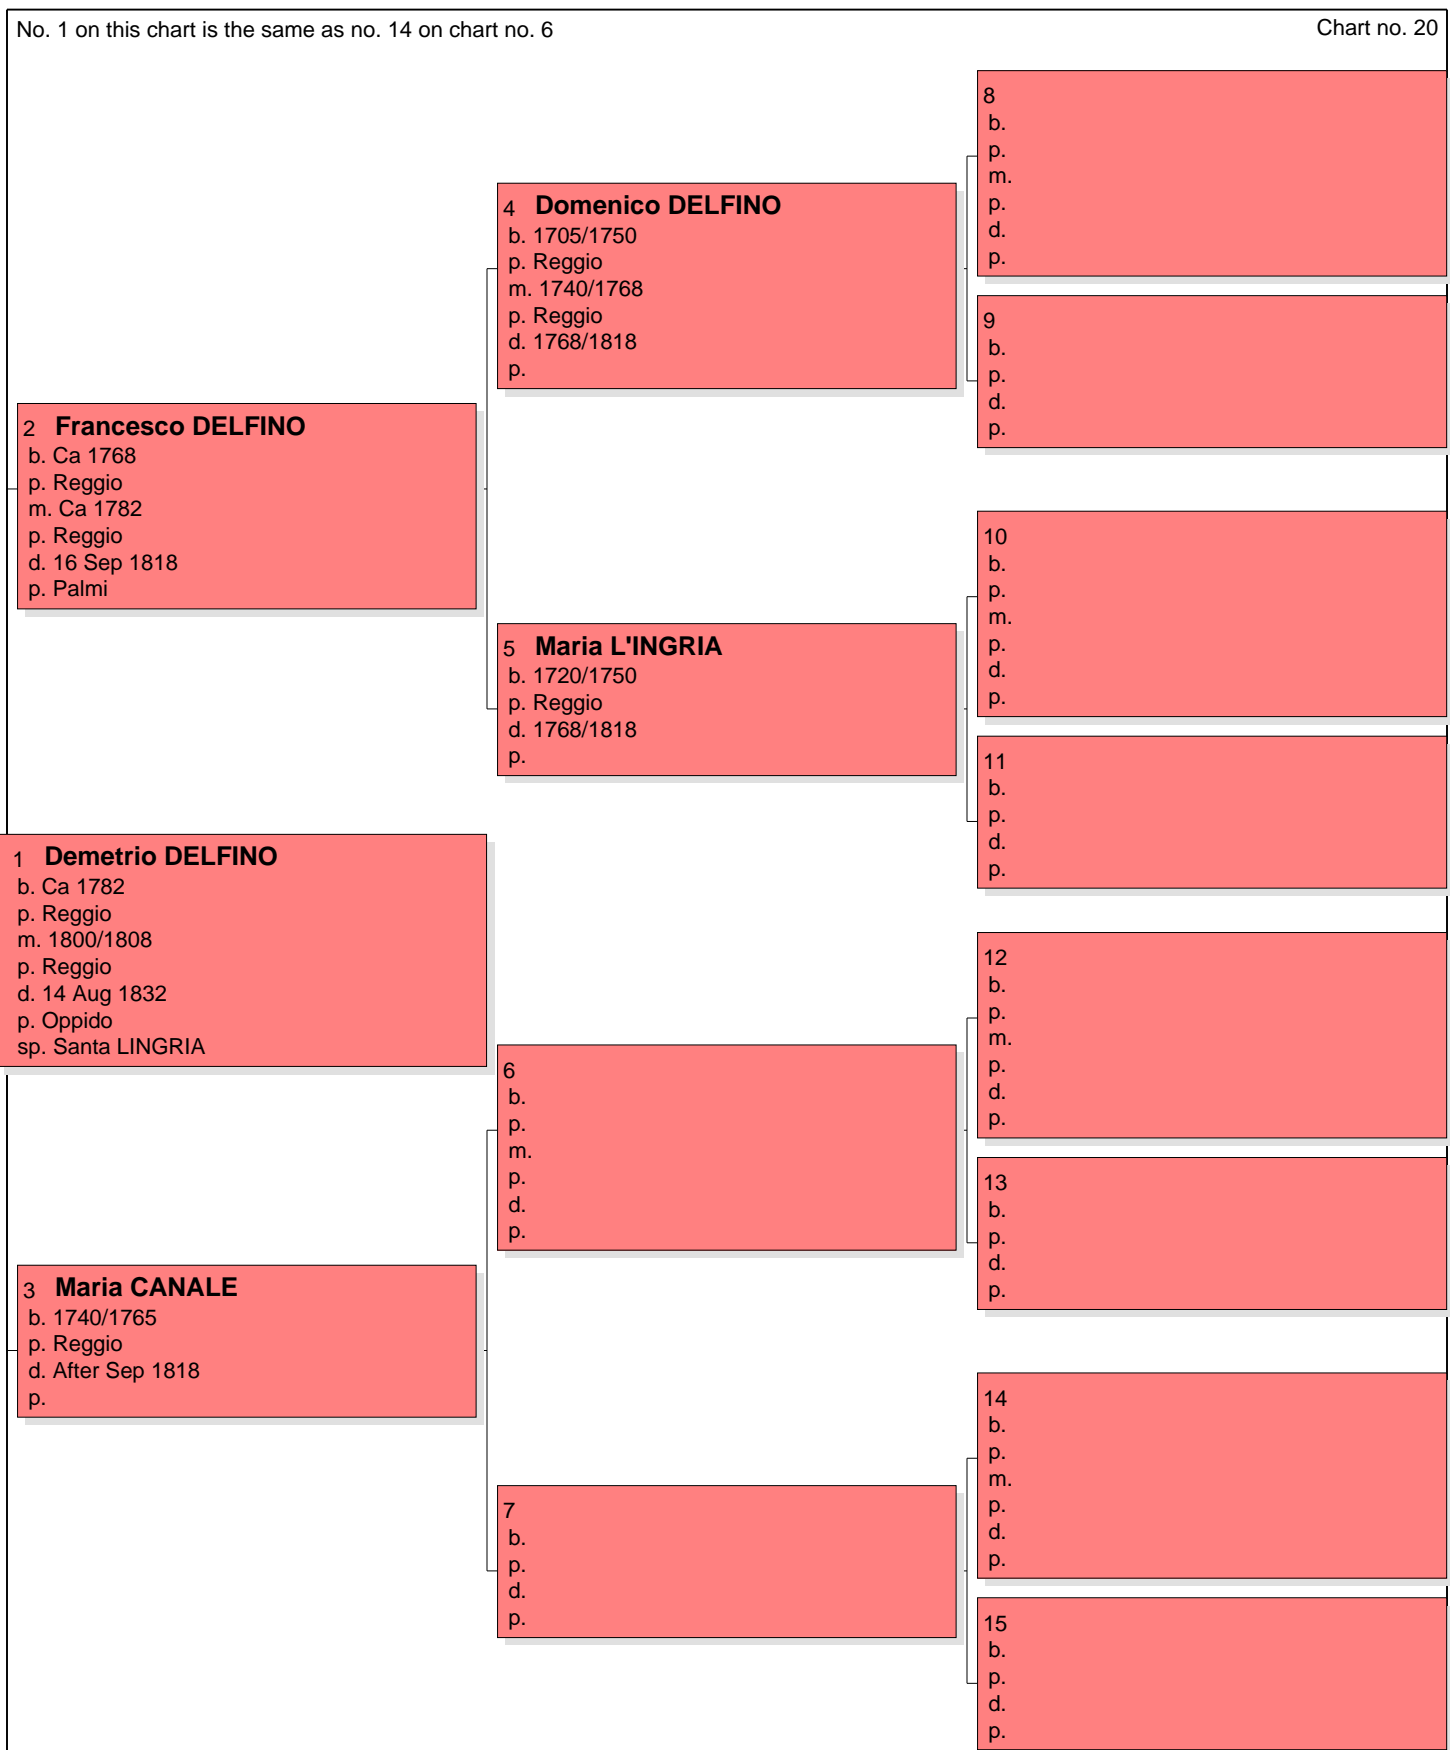 No. 1 on this chart is the same as no. 14 on chart no. 6
Chart no. 20
2 Francesco DELFINO
b. Ca 1768
p. Reggio
m. Ca 1782
p. Reggio
d. 16 Sep 1818
p. Palmi
1 Demetrio DELFINO
b. Ca 1782
p. Reggio
m. 1800/1808
p. Reggio
d. 14 Aug 1832
p. Oppido
sp. Santa LINGRIA
3 Maria CANALE
b. 1740/1765
p. Reggio
d. After Sep 1818
p.
4 Domenico DELFINO
b. 1705/1750
p. Reggio
m. 1740/1768
p. Reggio
d. 1768/1818
p.
5 Maria L'INGRIA
b. 1720/1750
p. Reggio
d. 1768/1818
p.
6
b.
p.
m.
p.
d.
p.
7
b.
p.
d.
p.
8
b.
p.
m.
p.
d.
p.
9
b.
p.
d.
p.
10
b.
p.
m.
p.
d.
p.
11
b.
p.
d.
p.
12
b.
p.
m.
p.
d.
p.
13
b.
p.
d.
p.
14
b.
p.
m.
p.
d.
p.
15
b.
p.
d.
p.